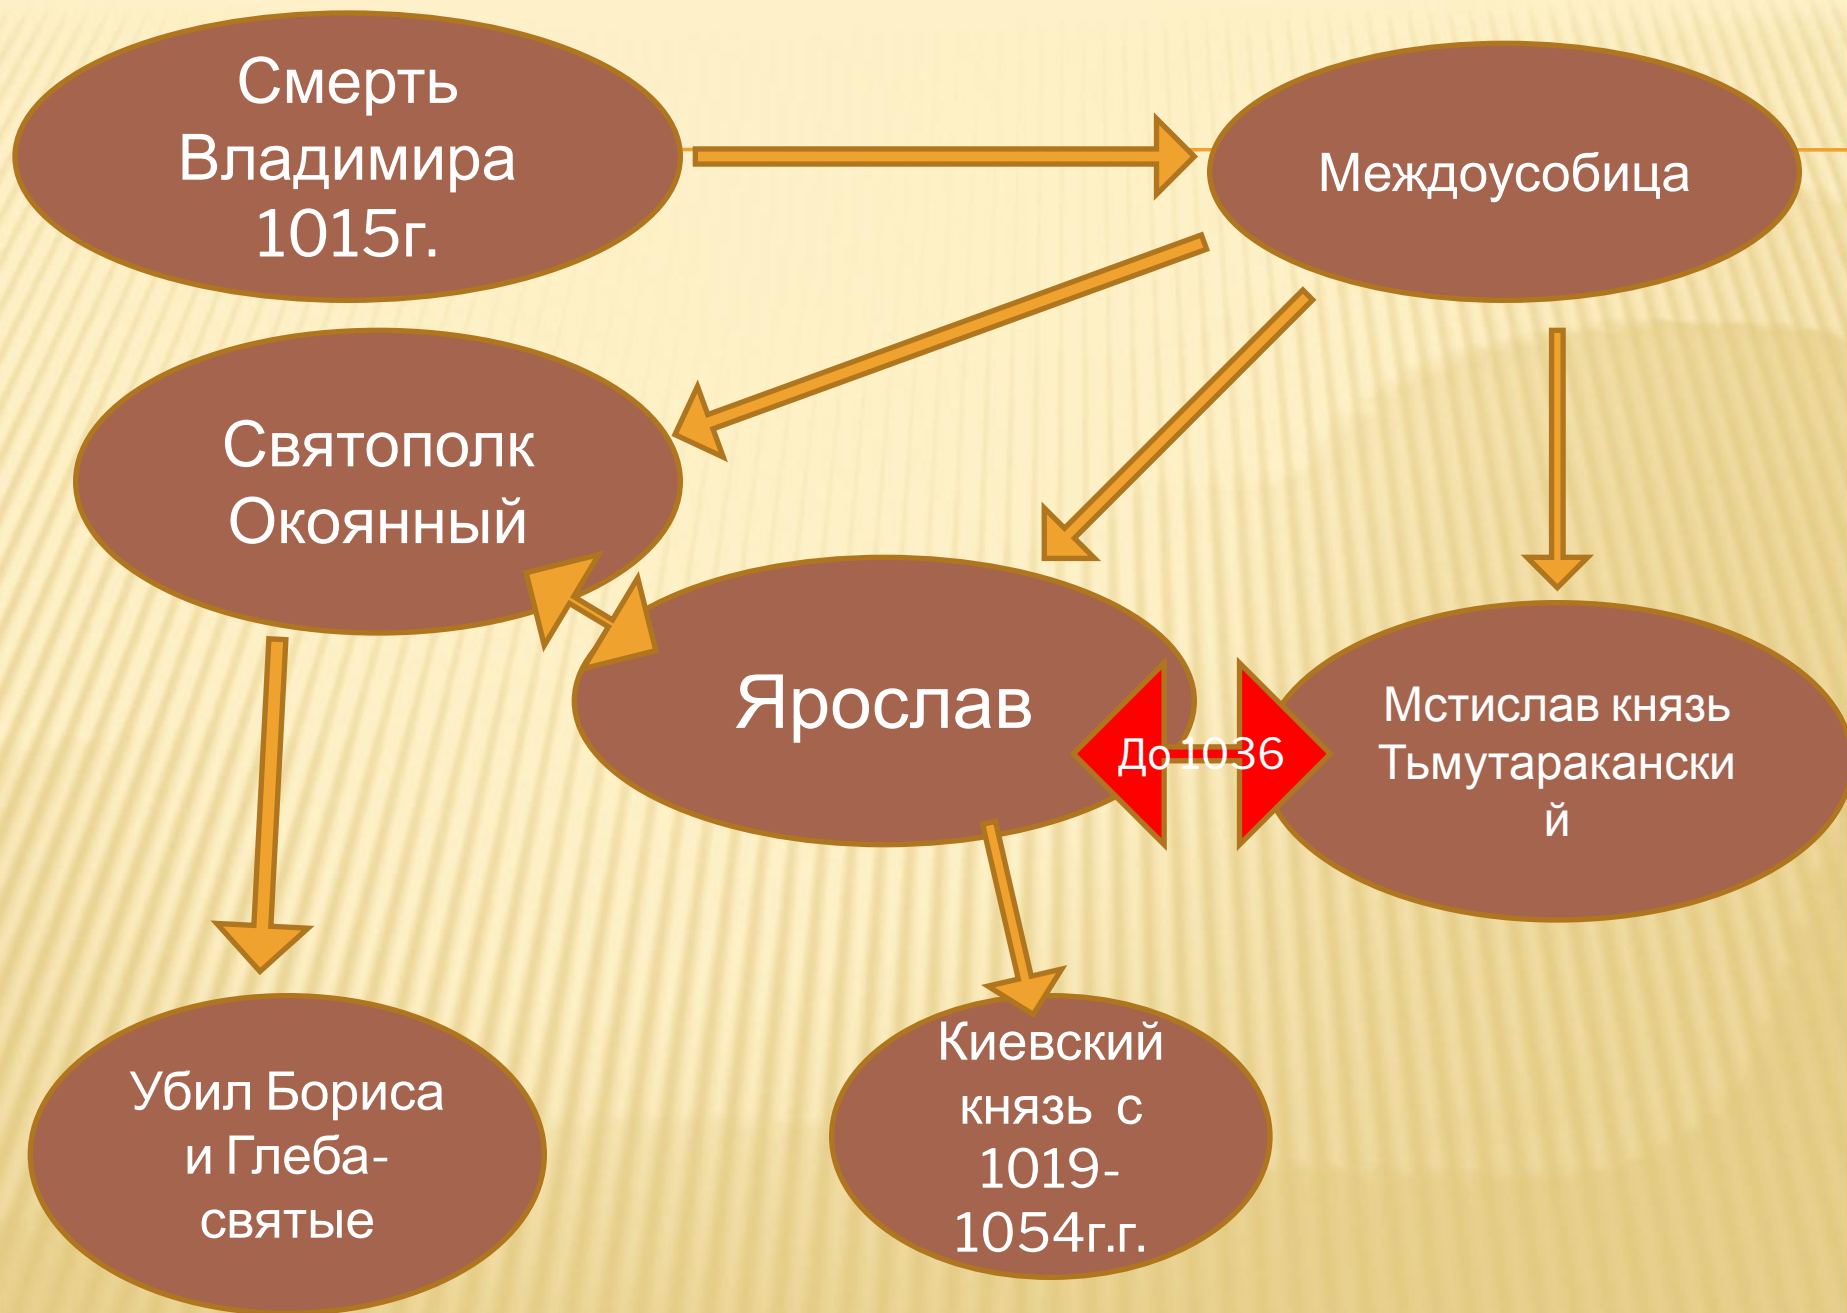 Смерть
Владимира
1015г.
Междоусобица
Святополк
Окоянный
Ярослав
До 1036
Мстислав князь
Тьмутаракански
й
Убил Бориса
и Глеба-
святые
Киевский
князь с
1019-
1054г.г.